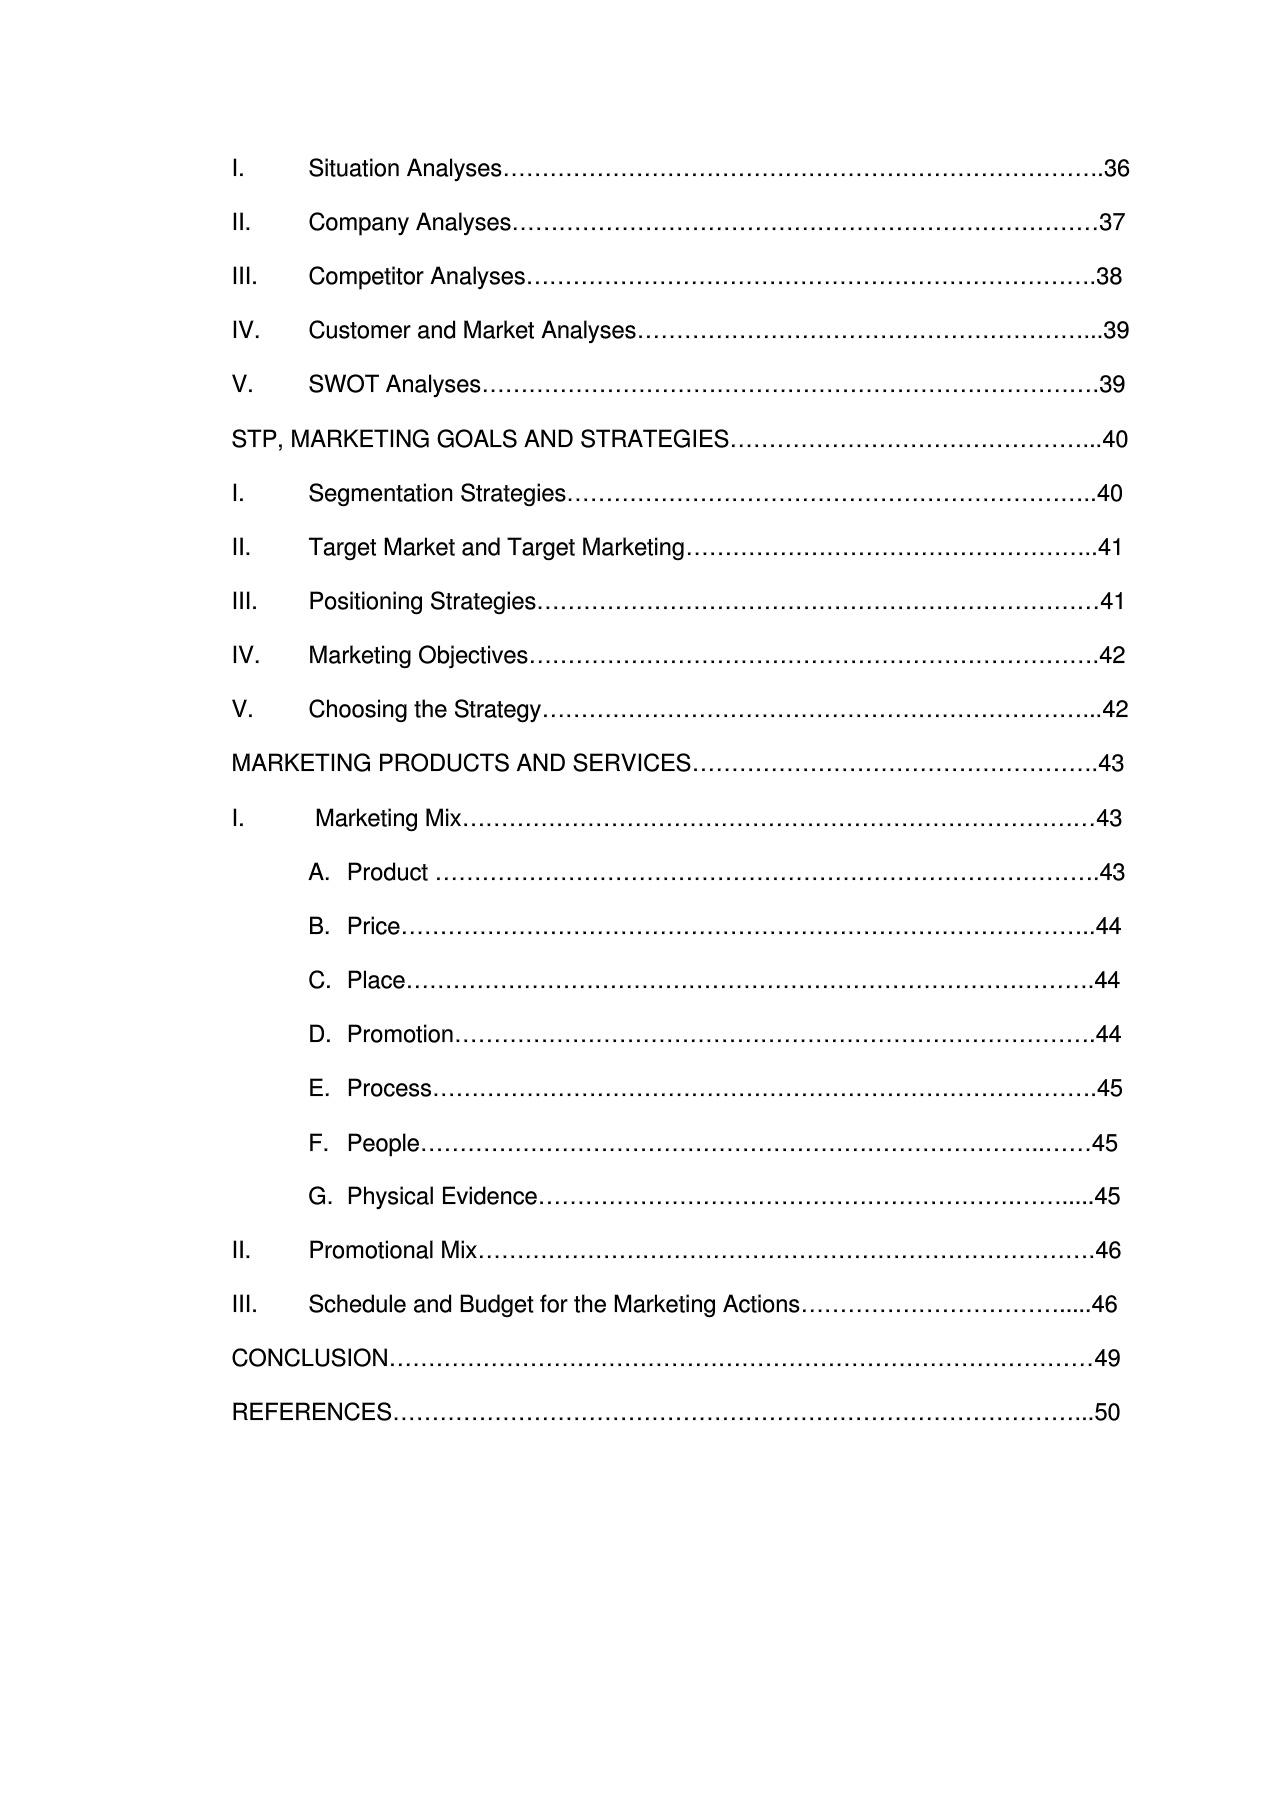 I. Situation Analyses…………………………………………………………………….36
II. Company Analyses……………………………………………………………………37
III. Competitor Analyses………………………………………………………………….38
IV. Customer and Market Analyses……………………………………………………...39
V. SWOT Analyses………………………………………………………………………39
STP, MARKETING GOALS AND STRATEGIES…………………………………………...40
I. Segmentation Strategies……………………………………………………………..40
II. Target Market and Target Marketing………………………………………………..41
III. Positioning Strategies…………………………………………………………………41
IV. Marketing Objectives………………………………………………………………….42
V. Choosing the Strategy………………………………………………………………...42
MARKETING PRODUCTS AND SERVICES……………………………………………….43
I. Marketing Mix…………………………………………………………………………43
A. Product …………………………………………………………………………….43
B. Price………………………………………………………………………………..44
C. Place……………………………………………………………………………….44
D. Promotion………………………………………………………………………….44
E. Process…………………………………………………………………………….45
F. People………………………………………………………………………..……45
G. Physical Evidence……………………………………………………….…….....45
II. Promotional Mix……………………………………………………………………….46
III. Schedule and Budget for the Marketing Actions…………………………….....46
CONCLUSION…………………………………………………………………………………49
REFERENCES………………………………………………………………………………...50